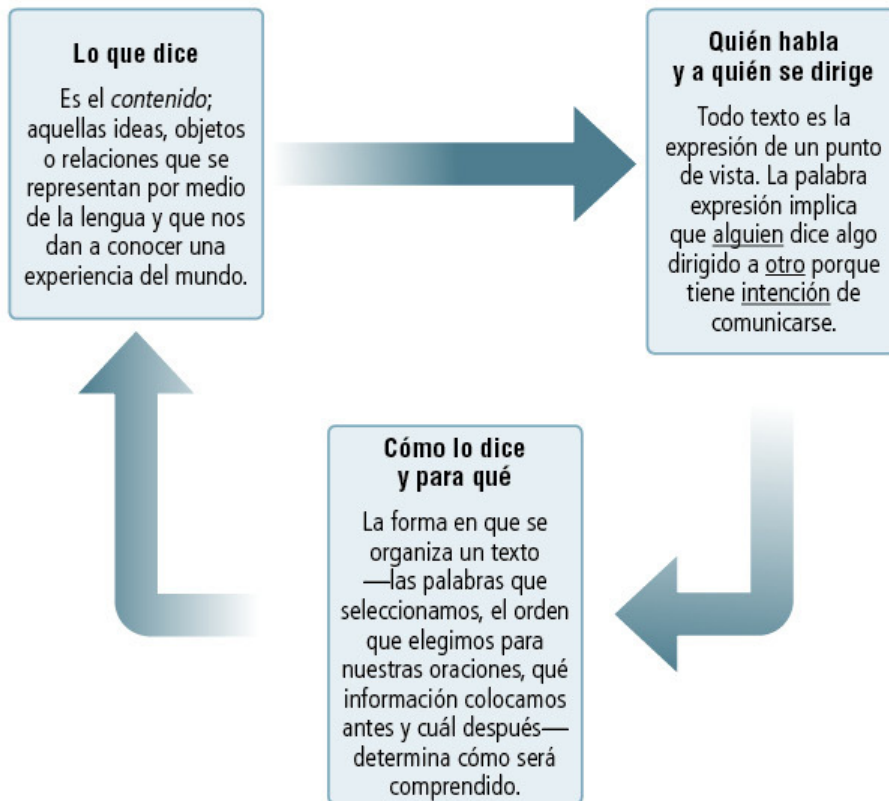 Lo que dice
Es el contenido;
aquellas ideas, objetos
o relaciones que se
representan por medio
de la lengua y que nos
dan a conocer una
experiencia del mundo.
Quién habla
y a quién se dirige
Todo texto es la
expresión de un punto
de vista. La palabra
expresión implica
que alguien dice algo
dirigido a otro porque
tiene intención de
comunicarse.
Cómo lo dice
y para qué
La forma en que se
organiza un texto
—las palabras que
seleccionamos, el orden
que elegimos para
nuestras oraciones, qué
información colocamos
antes y cuál después—
determina cómo será
comprendido.